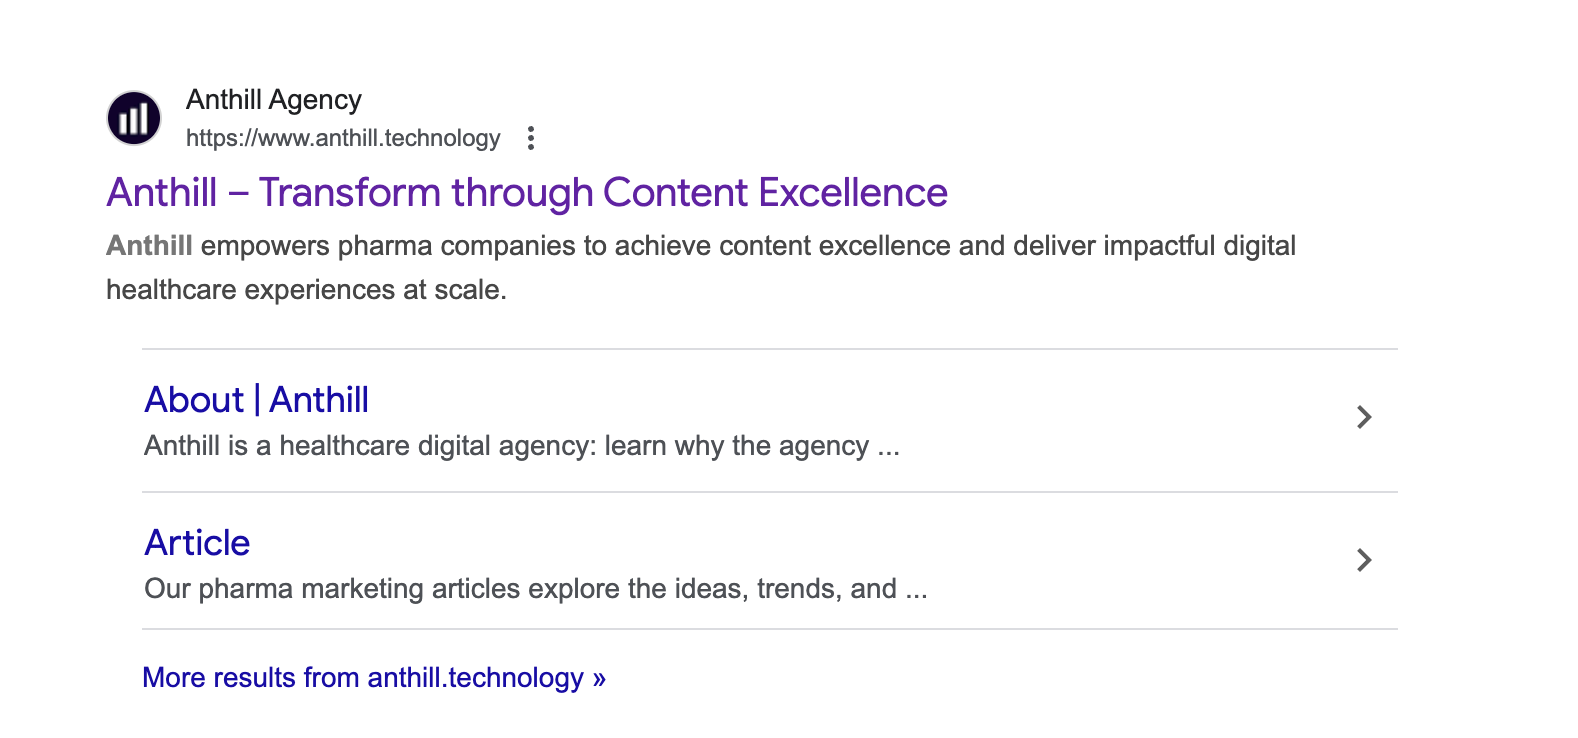 Anthill Agency
https://www.anthill.technology
Anthill – Transform through Content Excellence
Anthill empowers pharma companies to achieve content excellence and deliver impactful digital
healthcare experiences at scale.
About | Anthill
Anthill is a healthcare digital agency: learn why the agency ...
Article
Our pharma marketing articles explore the ideas, trends, and ...
More results from anthill.technology »